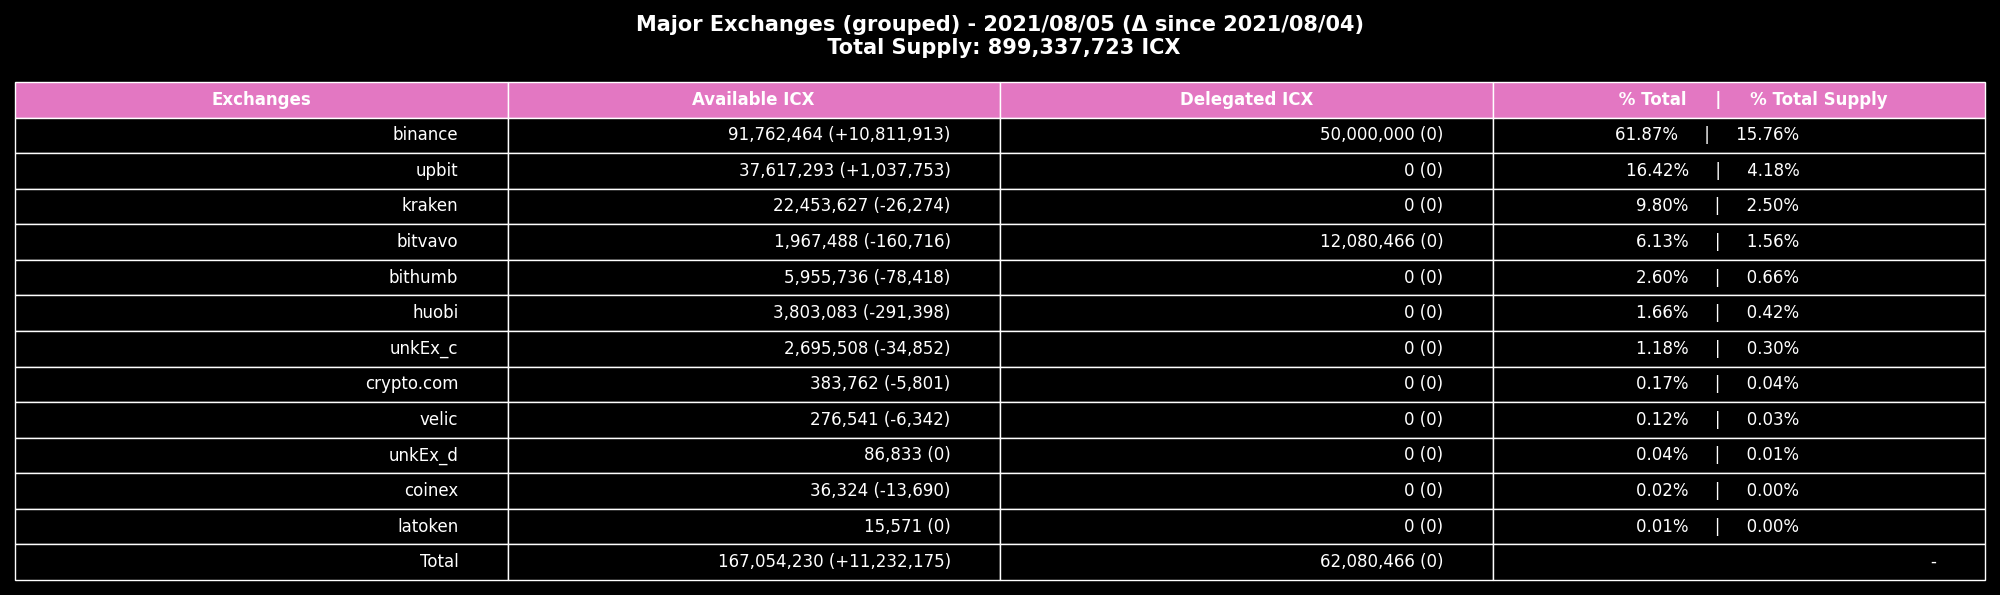 Major Exchanges (grouped) - 2021/08/05 (Δ since 2021/08/04)
Total Supply: 899,337,723 ICX
Exchanges Available ICX Delegated ICX % Total | % Total Supply
binance 91,762,464 (+10,811,913) 50,000,000 (0) 61.87% | 15.76%
upbit 37,617,293 (+1,037,753) 0 (0) 16.42% | 4.18%
kraken 22,453,627 (-26,274) 0 (0) 9.80% | 2.50%
bitvavo 1,967,488 (-160,716) 12,080,466 (0) 6.13% | 1.56%
bithumb 5,955,736 (-78,418) 0 (0) 2.60% | 0.66%
huobi 3,803,083 (-291,398) 0 (0) 1.66% | 0.42%
unkEx_c 2,695,508 (-34,852) 0 (0) 1.18% | 0.30%
crypto.com 383,762 (-5,801) 0 (0) 0.17% | 0.04%
velic 276,541 (-6,342) 0 (0) 0.12% | 0.03%
unkEx_d 86,833 (0) 0 (0) 0.04% | 0.01%
coinex 36,324 (-13,690) 0 (0) 0.02% | 0.00%
latoken 15,571 (0) 0 (0) 0.01% | 0.00%
Total 167,054,230 (+11,232,175) 62,080,466 (0) -